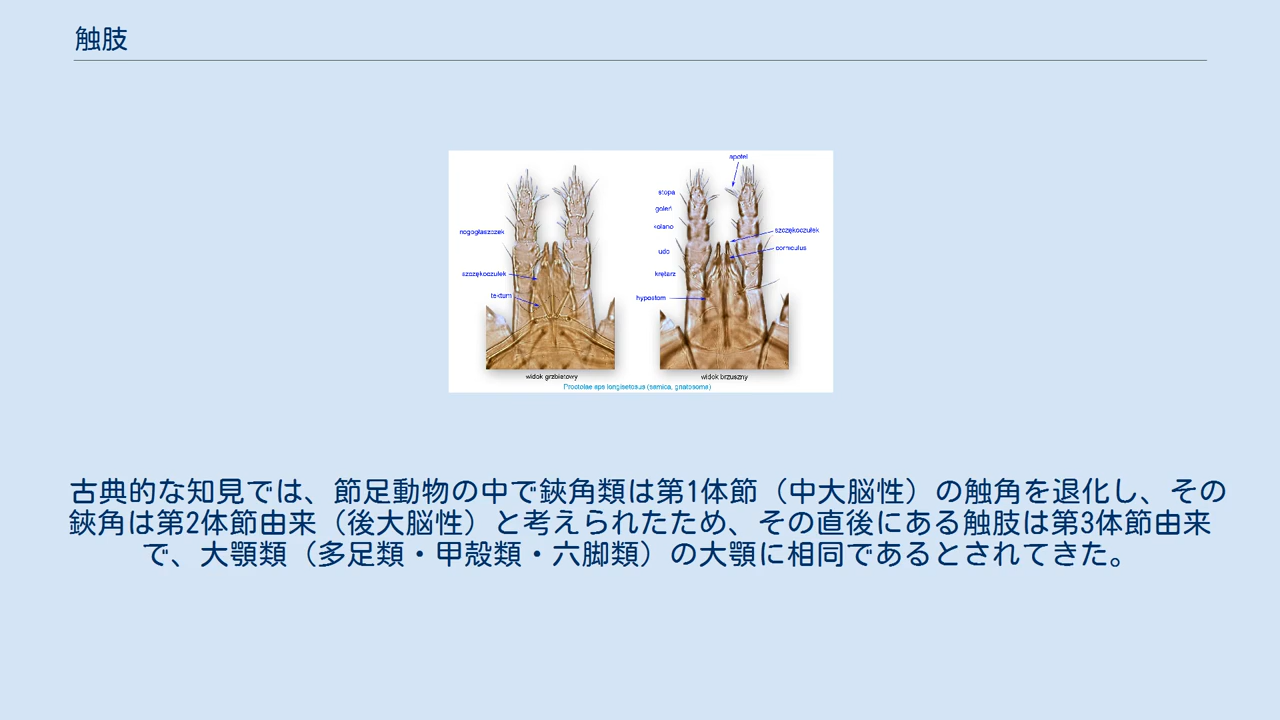 触肢
apotel
stopa
goleń
kolano
nogogłaszczek
szczękoczułek
corniculus
udo
szczękoczułek
krętarz
tektum
hypostom
widok grzbietowy
widok brzuszny
Proctolaelaps longisetosus (samica, gnatosoma)
古典的な知見では、節足動物の中で鋏角類は第1体節（中大脳性）の触角を退化し、その
鋏角は第2体節由来（後大脳性）と考えられたため、その直後にある触肢は第3体節由来
で、大顎類（多足類・甲殻類・六脚類）の大顎に相同であるとされてきた。